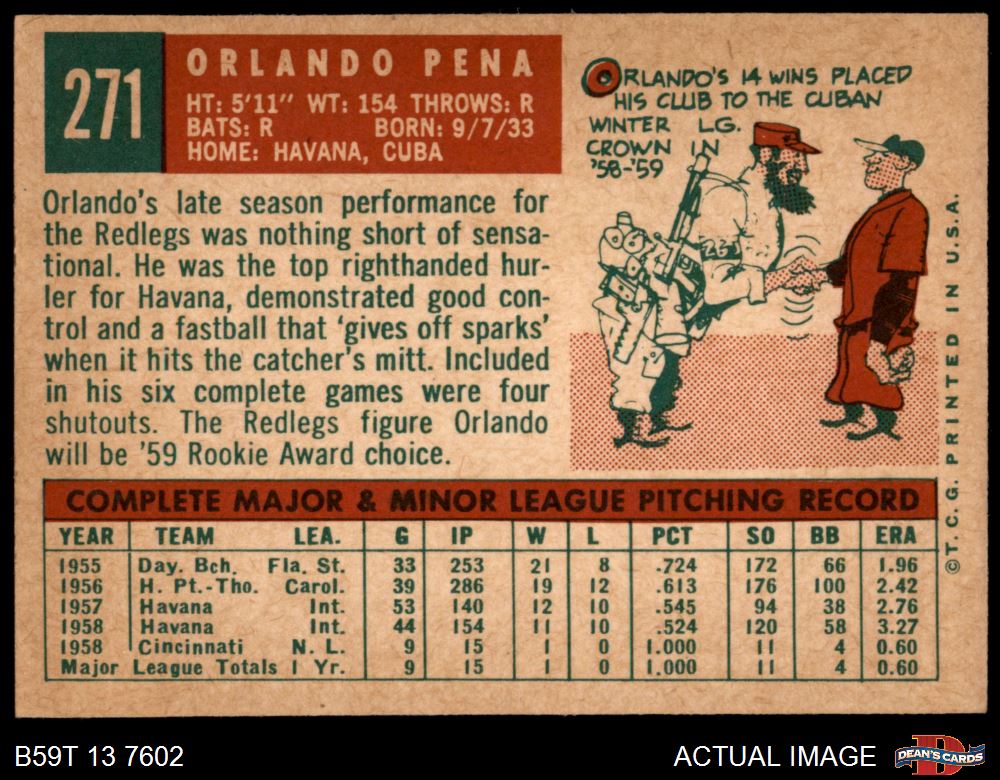 271
ORLANDO PENA
HT: 5'11" WT: 154 THROWS: R
BATS: R BORN: 9/7/33
HOME: HAVANA, CUBA
ORLANDO'S 14 WINS PLACED
HIS CLUB TO THE CUBAN
WINTER LG.
CROWN IN
'58-'59
Orlando's late season performance for
the Redlegs was nothing short of sensa-
tional. He was the top righthanded hur-
ler for Havana, demonstrated good con-
trol and a fastball that 'gives off sparks'
when it hits the catcher's mitt. Included
in his six complete games were four
shutouts. The Redlegs figure Orlando
will be '59 Rookie Award choice.
COMPLETE MAJOR & MINOR LEAGUE PITCHING RECORD
YEAR TEAM LEA. G IP W L PCT SO BB ERA
1955 Day. Bch. Fla. St. 33 253 21 8 .724 172 66 1.96
1956 H. Pt.-Tho. Carol. 39 286 19 12 .613 176 100 2.42
1957 Havana Int. 53 140 12 10 .545 94 38 2.76
1958 Havana Int. 44 154 11 10 .524 120 58 3.27
1958 Cincinnati N. L. 9 15 1 0 1.000 11 4 0.60
Major League Totals 1 Yr. 9 15 1 0 1.000 11 4 0.60
© T. C. G. PRINTED IN U.S.A.
B59T 13 7602
ACTUAL IMAGE
DEAN'S CARDS